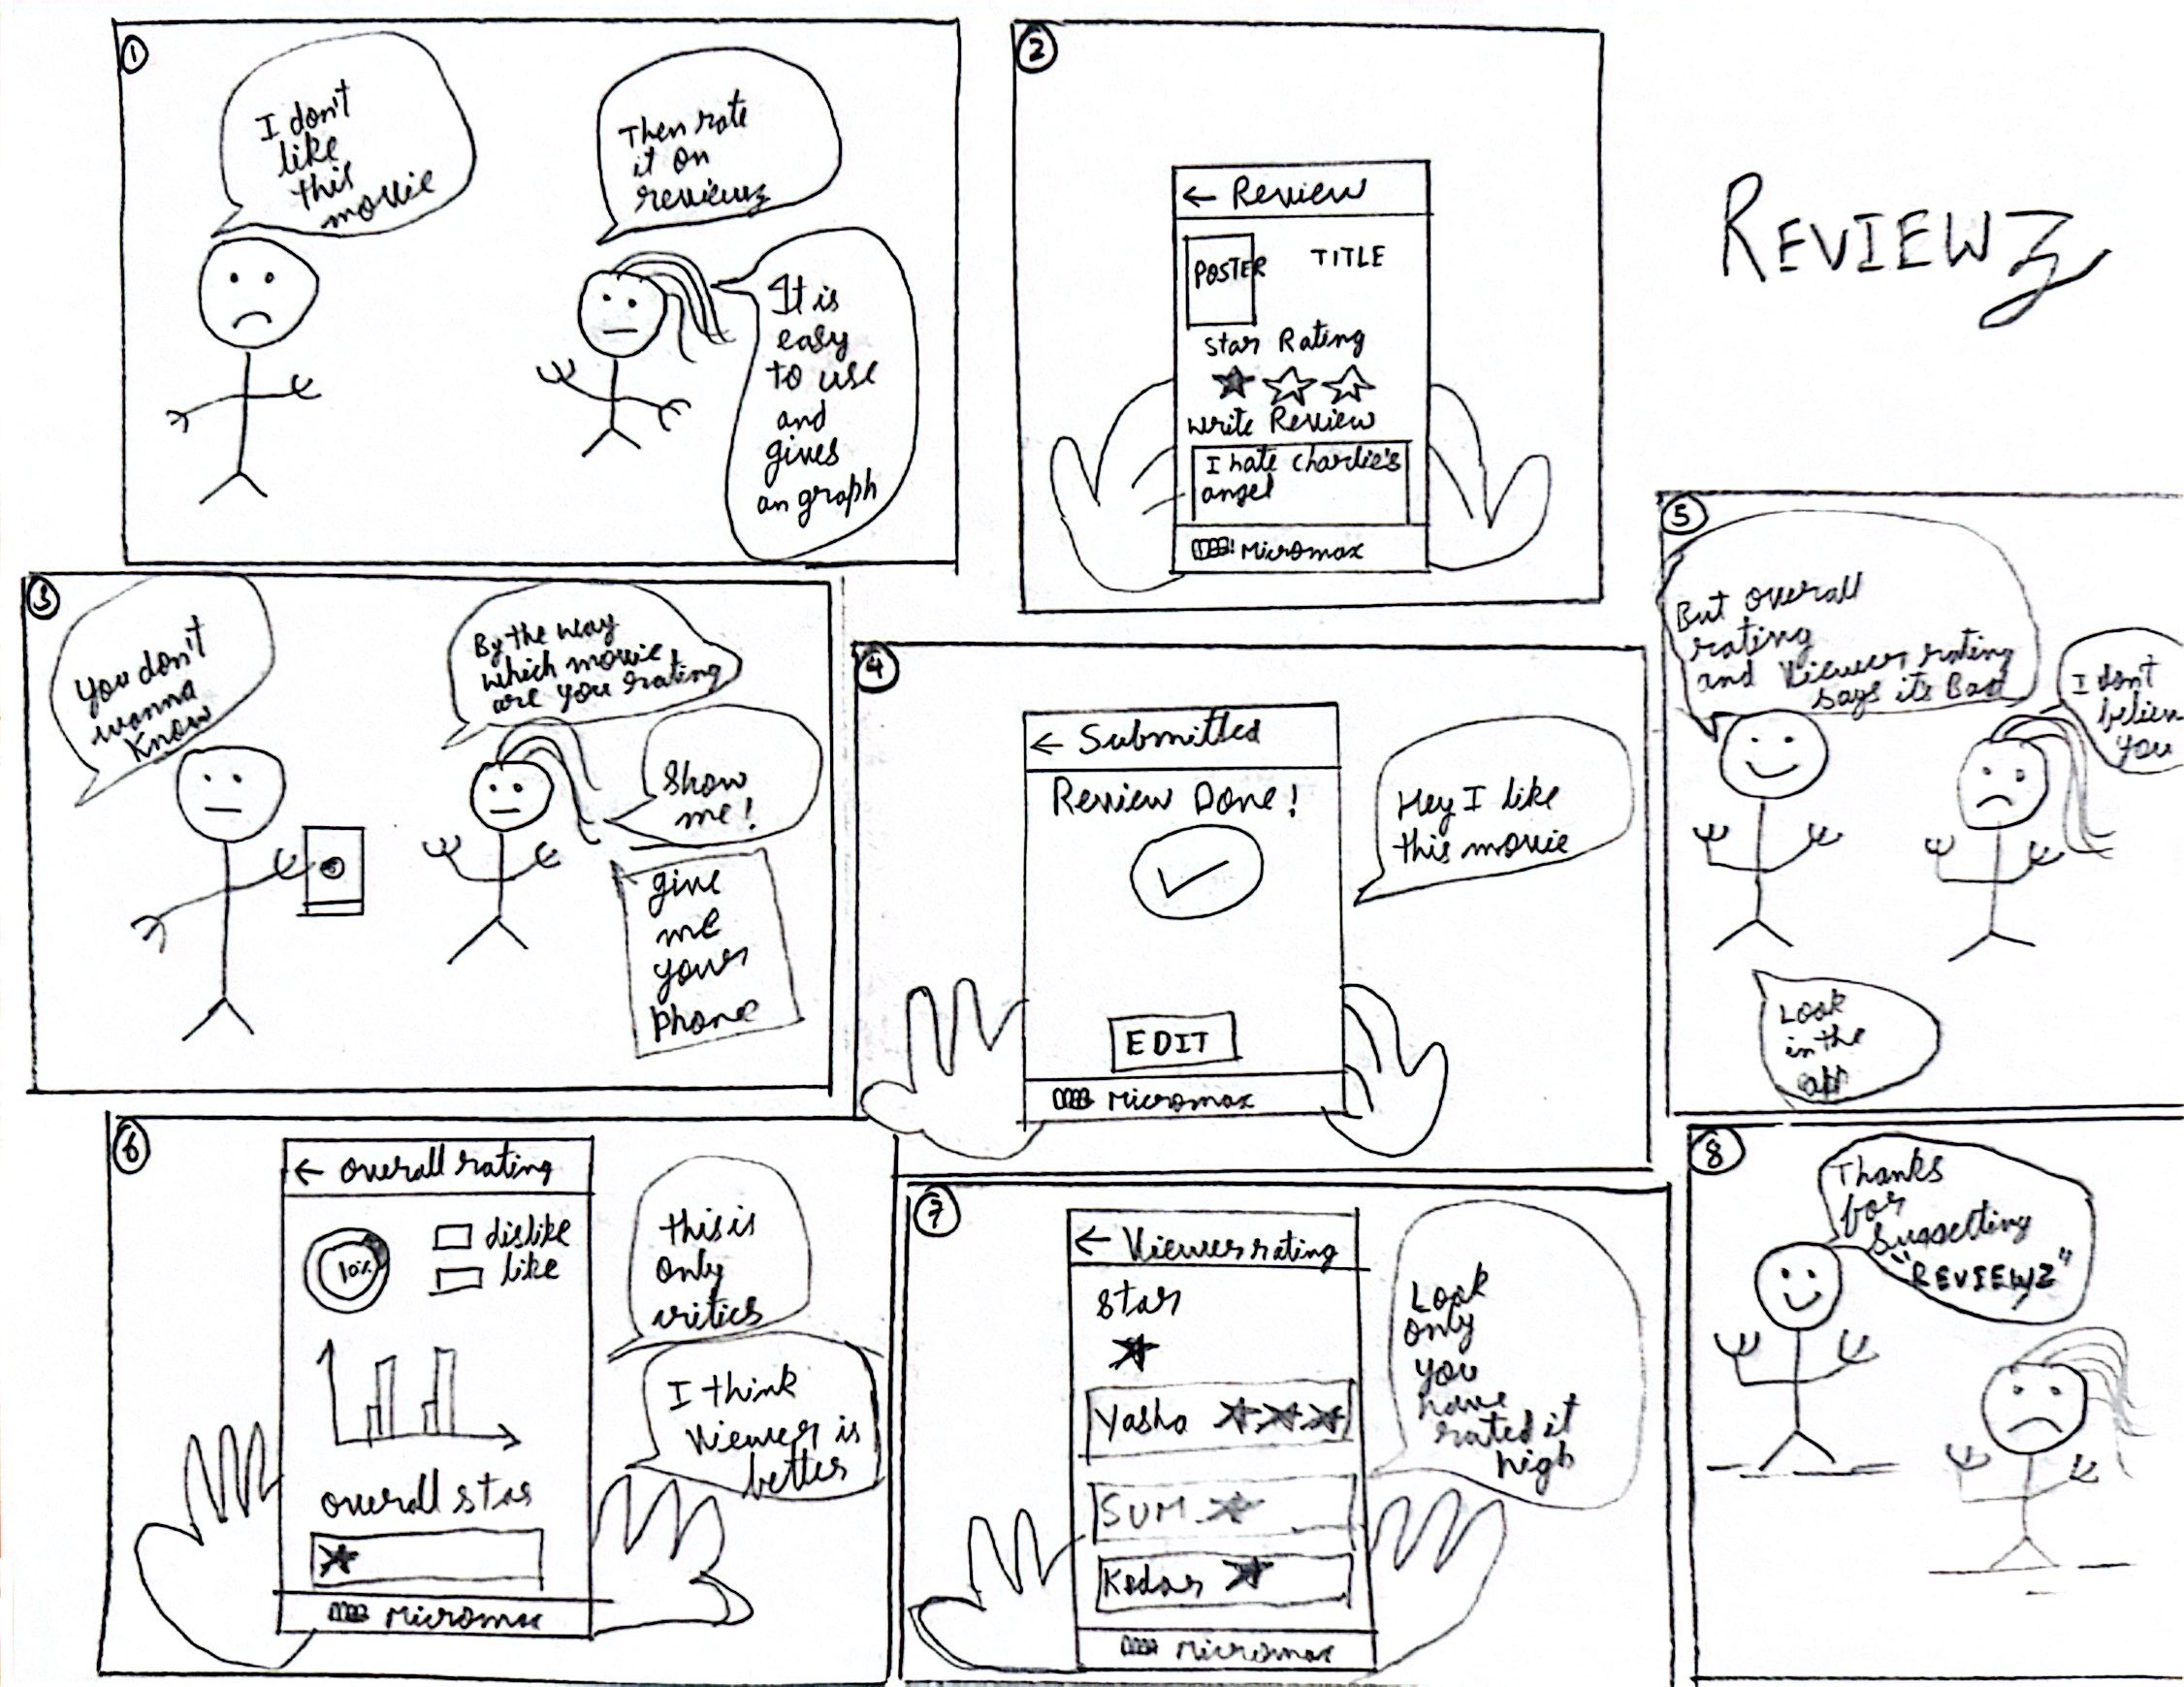 1
I don't
like
this
movie
Then rate
it on
reviewz
It is
easy
to use
and
gives
an graph
2
← Review
POSTER
TITLE
Star Rating
Write Review
I hate Charlie's
angel
Micromax
REVIEWZ
3
You don't
wanna
Know
By the way
which movie
are you rating
Show
me!
give
me
your
phone
4
← Submitted
Review Done!
EDIT
Micromax
Hey I like
this movie
5
But overall
rating
and Viewer rating
says its Bad
I don't
believ
you
Look
in the
app
6
← overall rating
10%
dislike
like
overall star
Micromax
this is
only
critics
I think
Viewer is
better
7
← Viewer rating
star
Yasho
SUM
Kedar
Micromax
Look
only
you
have
rated it
high
8
Thanks
for
Suggetting
"REVIEWZ"